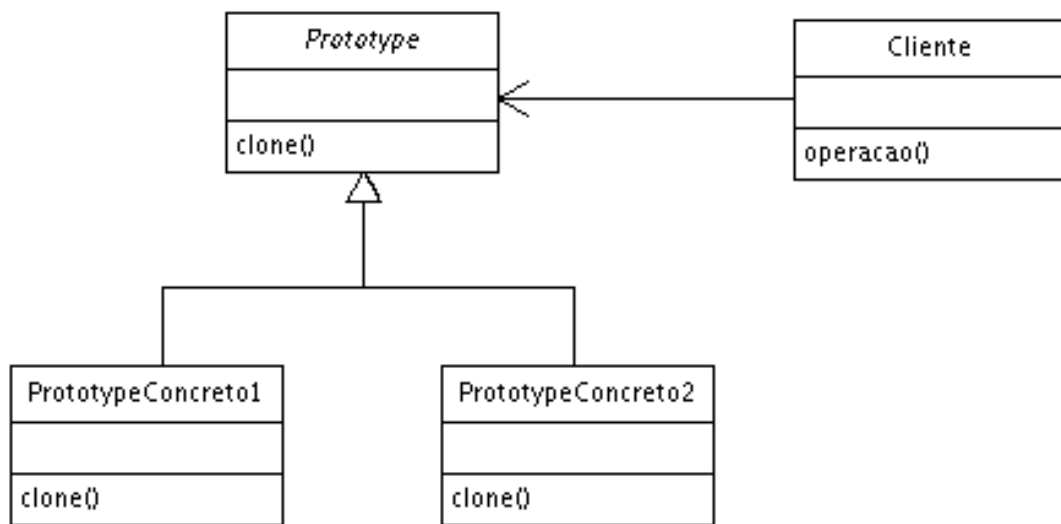 Prototype
clone()
Cliente
operacao()
PrototypeConcreto1
clone()
PrototypeConcreto2
clone()